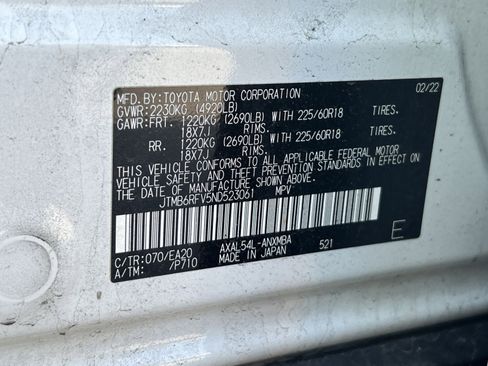 MFD. BY: TOYOTA MOTOR CORPORATION 02/22
GVWR: 2230KG (4920LB)
GAWR: FRT. 1220KG (2690LB) WITH 225/60R18 TIRES.
18X7J RIMS.
RR. 1220KG (2690LB) WITH 225/60R18 TIRES.
18X7J RIMS.
THIS VEHICLE CONFORMS TO ALL APPLICABLE FEDERAL MOTOR
VEHICLE SAFETY AND THEFT PREVENTION STANDARDS IN EFFECT
ON THE DATE OF MANUFACTURE SHOWN ABOVE.
JTMB6RFV5ND523061 MPV
C/TR: 070/EA20 AXAL54L-ANXMBA 521 E
A/TM: /P710 MADE IN JAPAN